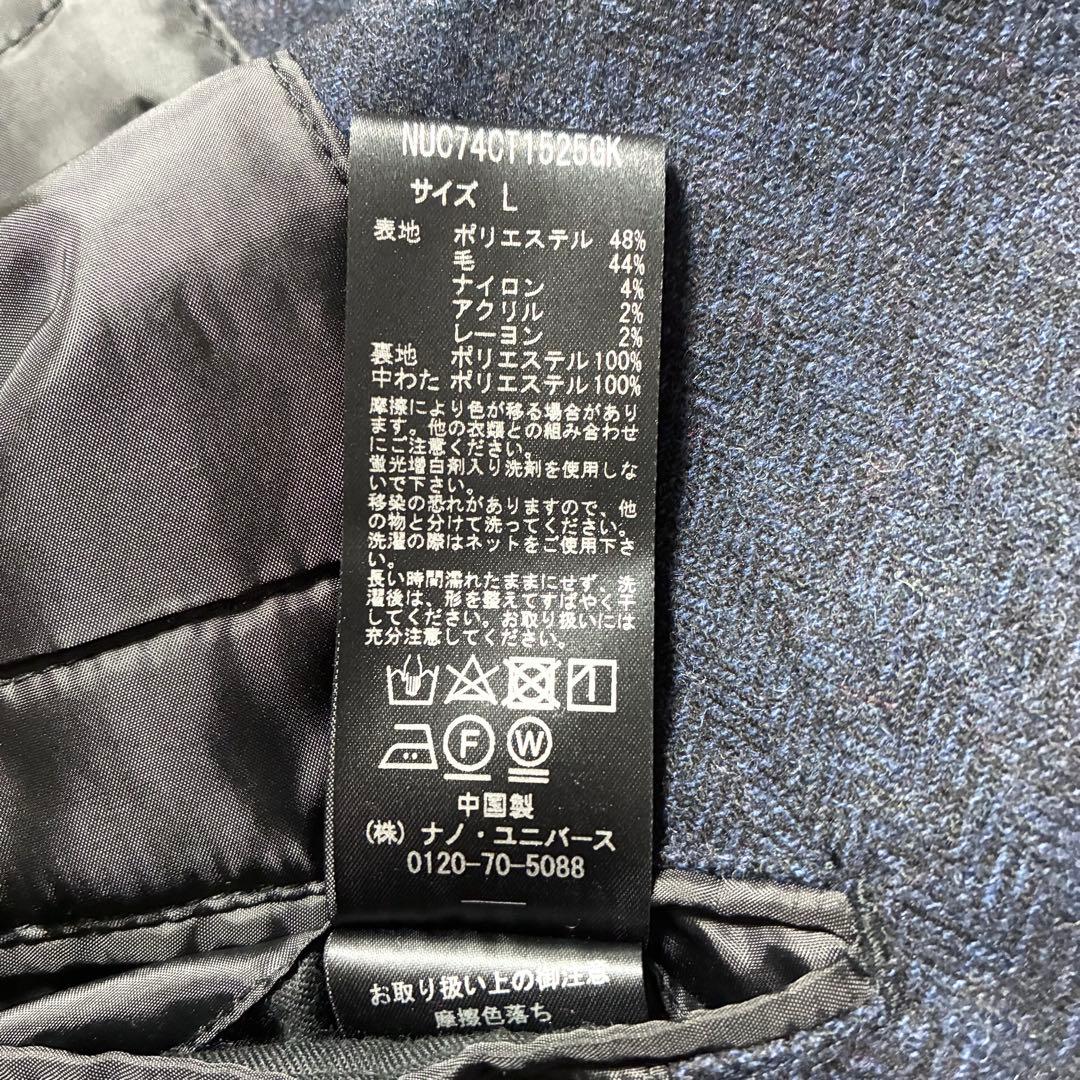 NUC74CT1525GK
サイズ L
表地 ポリエステル 48%
毛 44%
ナイロン 4%
アクリル 2%
レーヨン 2%
裏地 ポリエステル 100%
中わた ポリエステル 100%
摩擦により色が移る場合があり
ます。他の衣類との組み合わせ
にご注意ください。
蛍光増白剤入り洗剤を使用しな
いで下さい。
移染の恐れがありますので、他
の物と分けて洗ってください。
洗濯の際はネットをご使用下さ
い。
長い時間濡れたままにせず、洗
濯後は、形を整えてすばやく干
してください。お取り扱いには
充分注意してください。
F W
中国製
(株) ナノ・ユニバース
0120-70-5088
お取り扱い上の御注意
摩擦色落ち